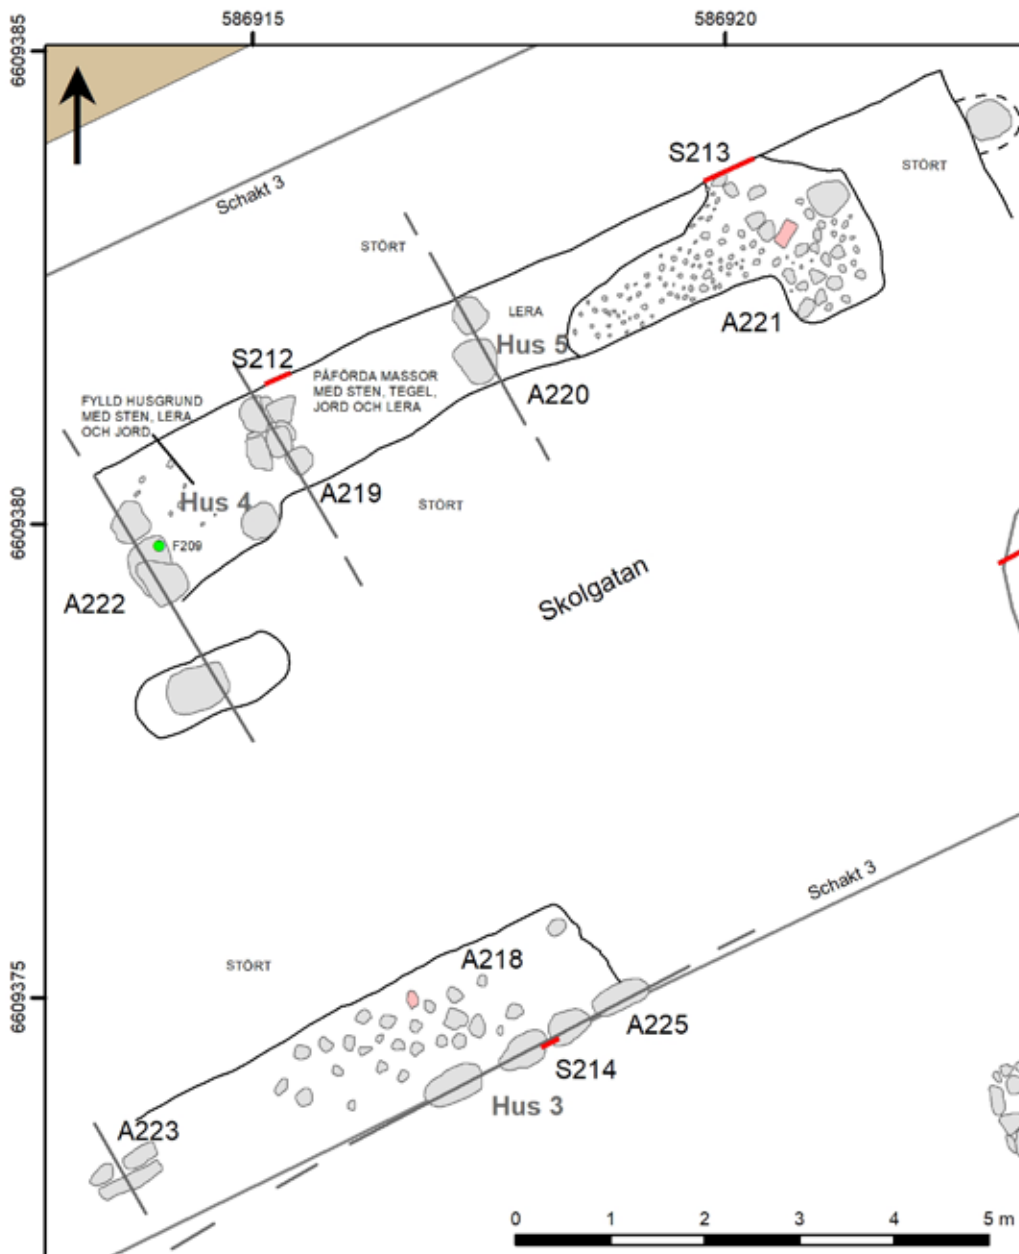 586915
586920
6609385
S213
STÖRT
Schakt 3
STÖRT
LERA
A221
Hus 5
S212
PÅFÖRDA MASSOR
MED STEN, TEGEL,
JORD OCH LERA
A220
FYLLD HUSGRUND
MED STEN, LERA
OCH JORD
Hus 4
A219
STÖRT
6609380
F209
A222
Skolgatan
Schakt 3
A218
STÖRT
6609375
A225
S214
Hus 3
A223
0
1
2
3
4
5 m